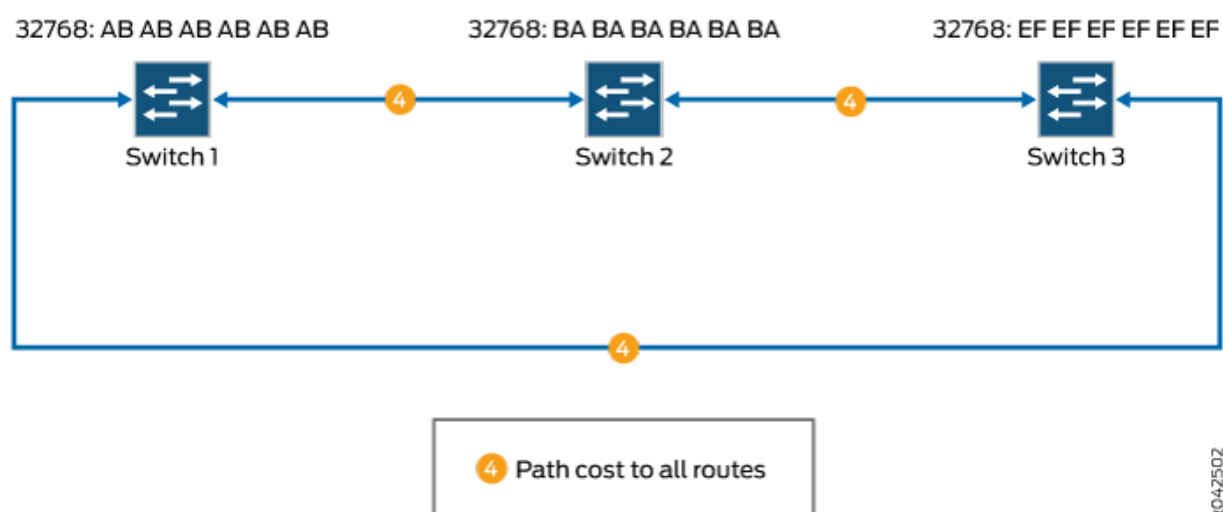 32768: AB AB AB AB AB AB
32768: BA BA BA BA BA BA
32768: EF EF EF EF EF EF
4
4
Switch 1
Switch 2
Switch 3
4
4 Path cost to all routes